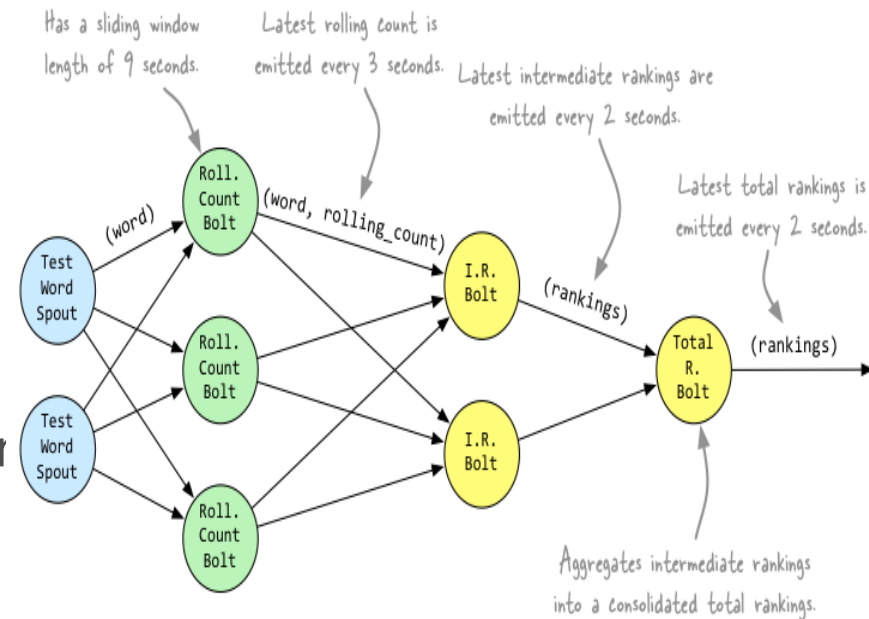 Has a sliding window
length of 9 seconds.
Latest rolling count is
emitted every 3 seconds.
Latest intermediate rankings are
emitted every 2 seconds.
Latest total rankings is
emitted every 2 seconds.
(word)
Roll.
Count
Bolt
(word, rolling_count)
Test
Word
Spout
I.R.
Bolt
(rankings)
Roll.
Count
Bolt
Total
R.
Bolt
(rankings)
Test
Word
Spout
r
I.R.
Bolt
Roll.
Count
Bolt
Aggregates intermediate rankings
into a consolidated total rankings.